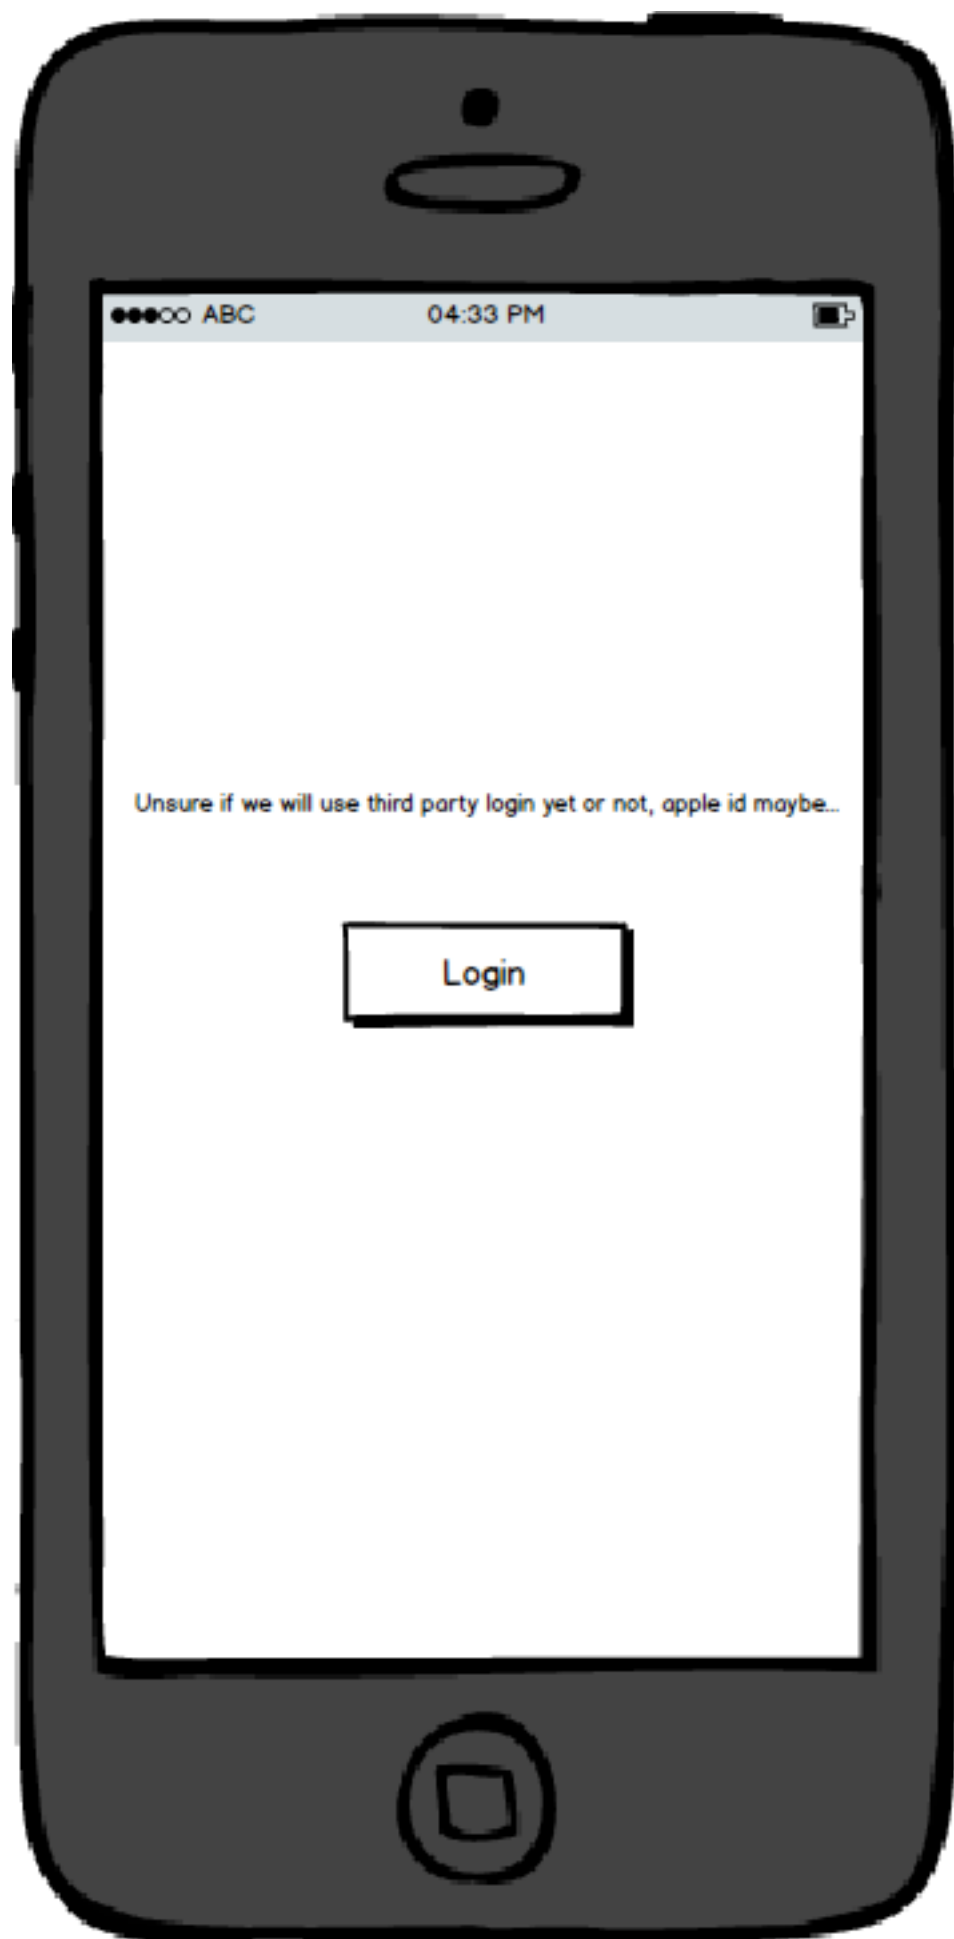 ABC 04:33 PM
Unsure if we will use third party login yet or not, apple id maybe...
Login